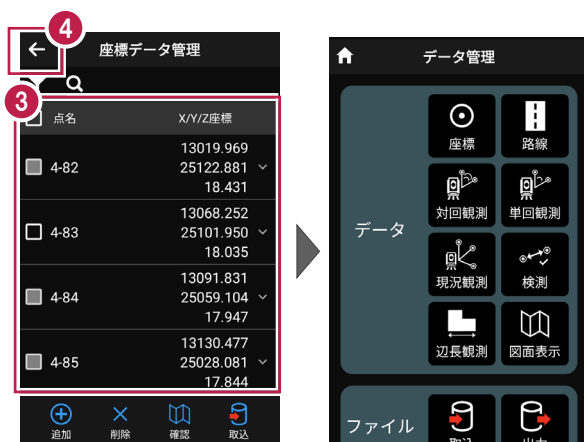 4
座標データ管理
3
点名 X/Y/Z座標
13019.969
4-82 25122.881
18.431
13068.252
4-83 25101.950
18.035
13091.831
4-84 25059.104
17.947
13130.477
4-85 25028.081
17.844
追加 削除 確認 取込
データ管理
データ
座標 路線
対回観測 単回観測
現況観測 検測
辺長観測 図面表示
ファイル
取込 出力